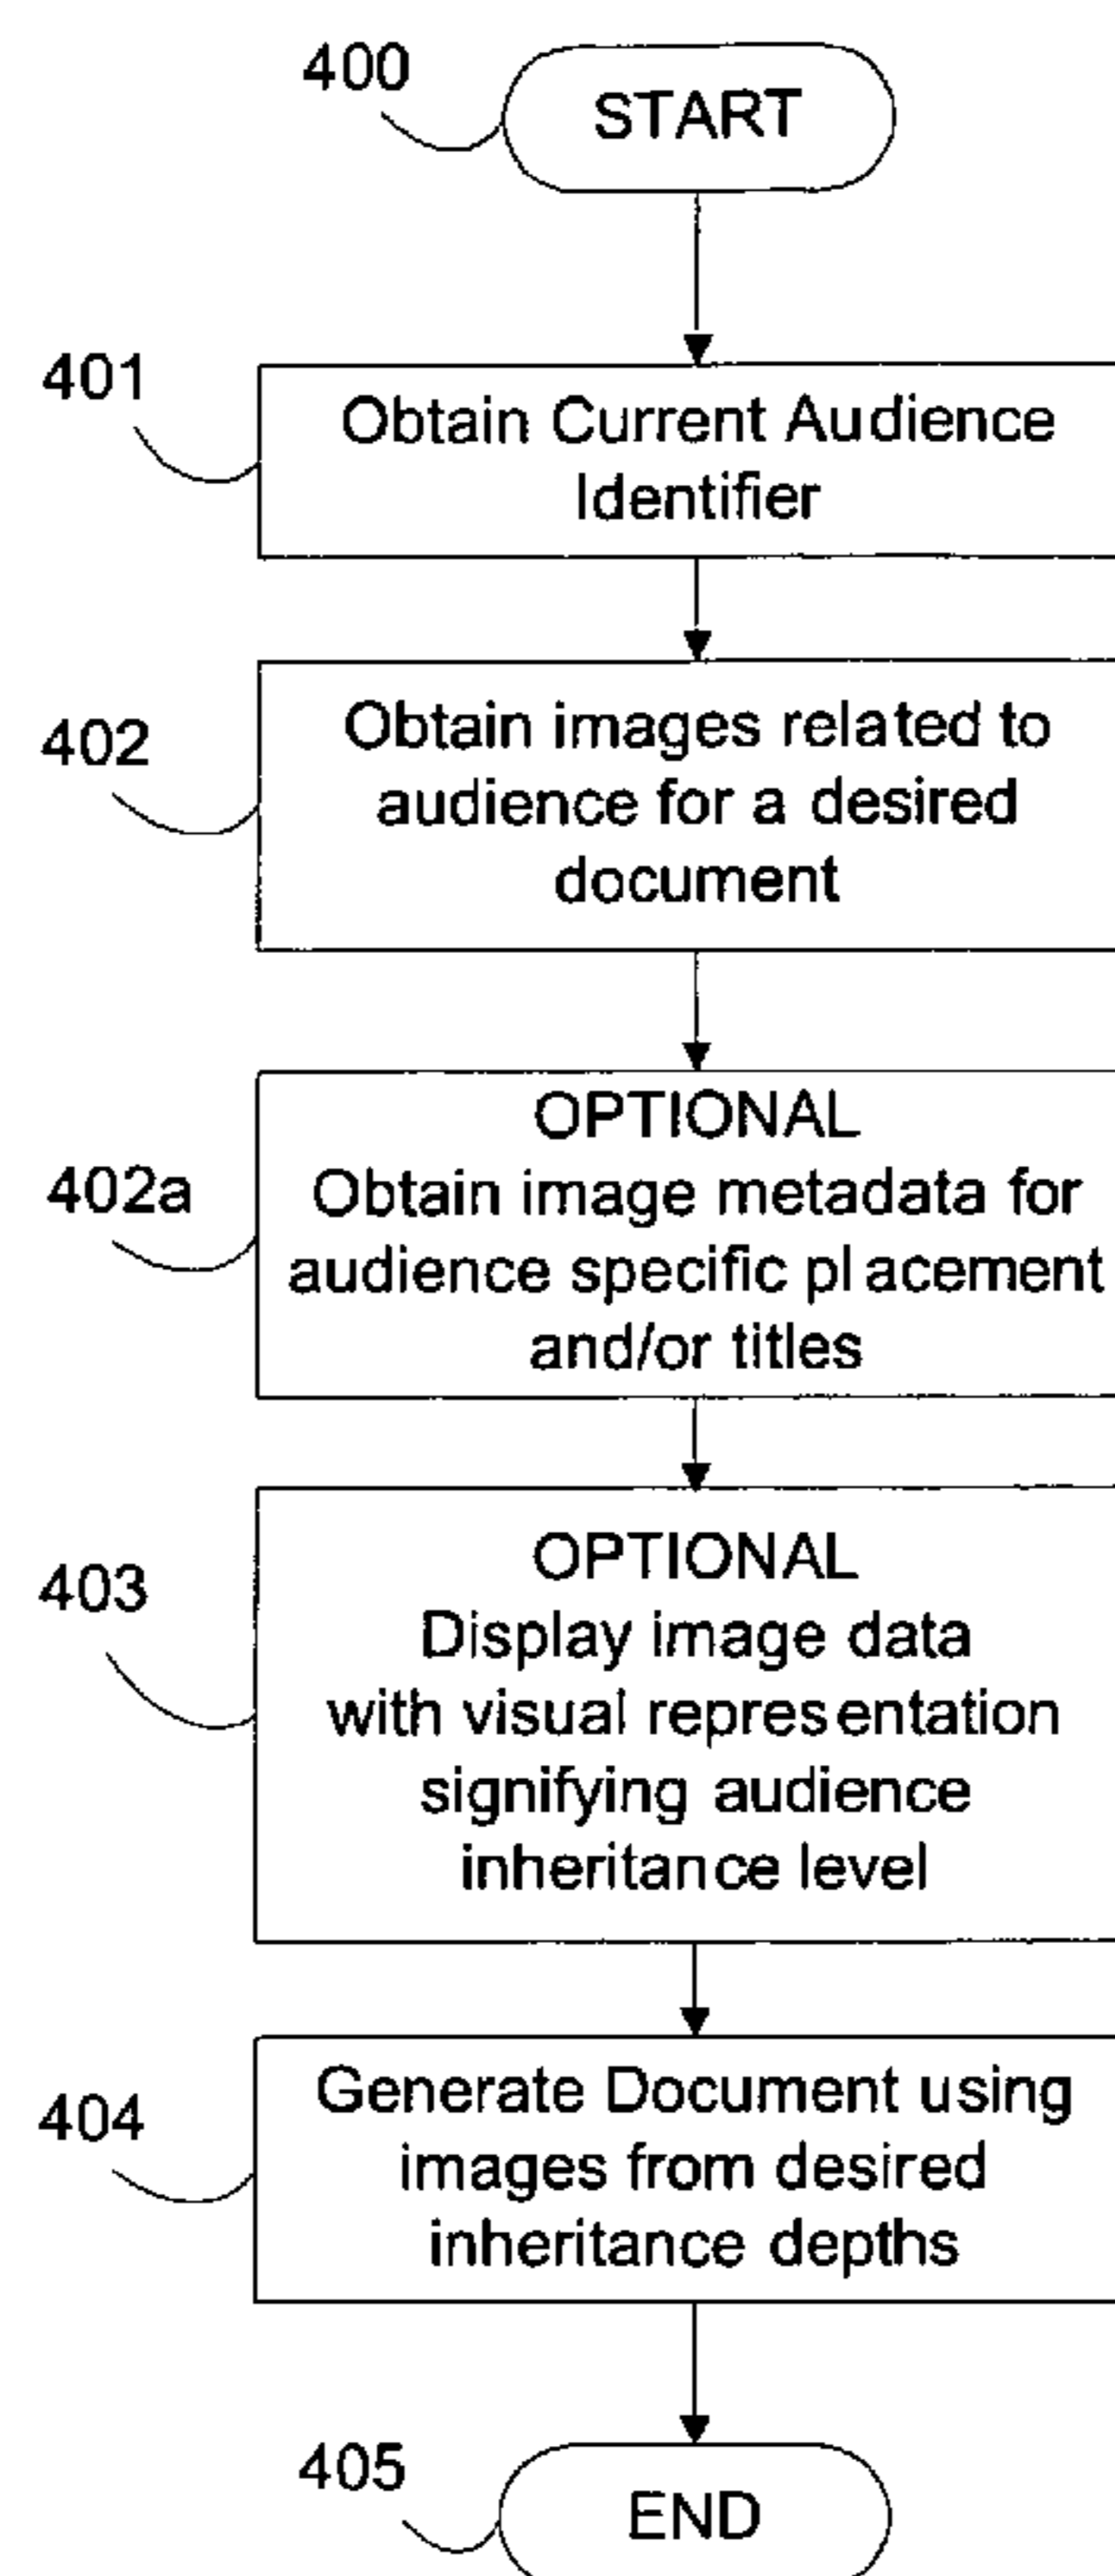 400
START
401
Obtain Current Audience
Identifier
402
Obtain images related to
audience for a desired
document
402a
OPTIONAL
Obtain image metadata for
audience specific placement
and/or titles
403
OPTIONAL
Display image data
with visual representation
signifying audience
inheritance level
404
Generate Document using
images from desired
inheritance depths
405
END